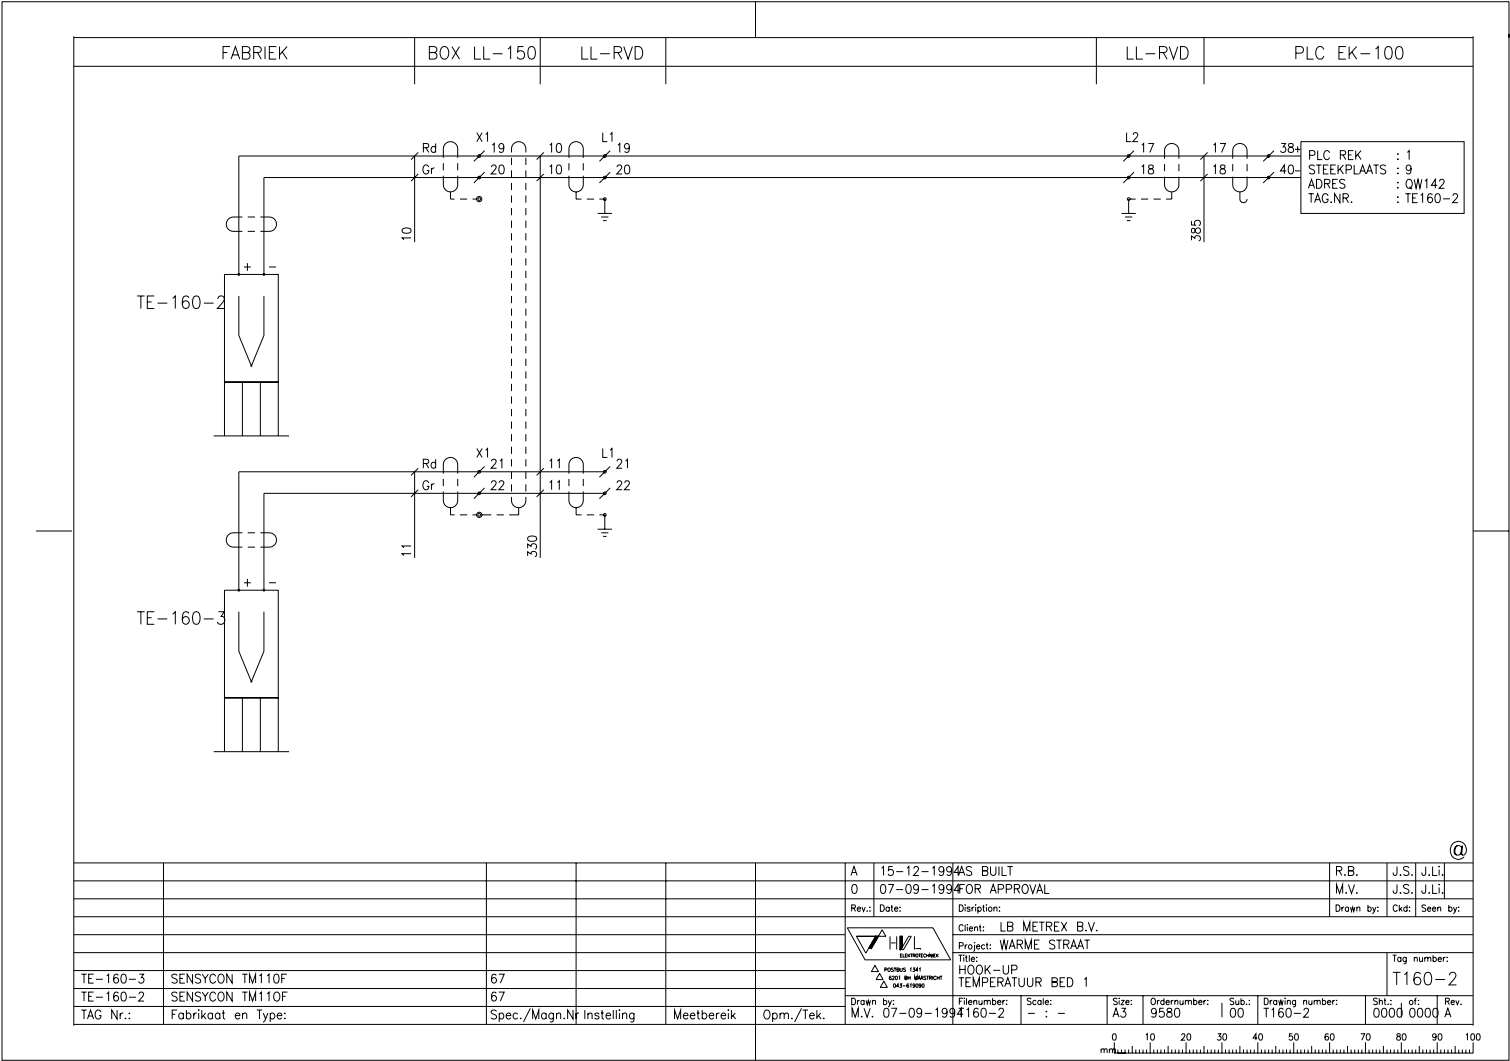 FABRIEK BOX LL-150 LL-RVD LL-RVD PLC EK-100
X1 L1 L2
Rd 19 10 19 17 17 38+
Gr 20 10 20 18 18 40-
PLC REK : 1
STEEKPLAATS : 9
ADRES : QW142
TAG.NR. : TE160-2
10 385
+ -
TE-160-2
X1 L1
Rd 21 11 21
Gr 22 11 22
11 330
+ -
TE-160-3
@
A 15-12-1994 AS BUILT R.B. J.S. J.Li.
0 07-09-1994 FOR APPROVAL M.V. J.S. J.Li.
Rev.: Date: Disription: Drawn by: Ckd: Seen by:
HVL
ELEKTROTECHNIEK
POSTBUS 1341
6201 BH MAASTRICHT
043-619090
Client: LB METREX B.V.
Project: WARME STRAAT
Title:
HOOK-UP
TEMPERATUUR BED 1
Tag number:
T160-2
TE-160-3 SENSYCON TM110F 67
TE-160-2 SENSYCON TM110F 67
TAG Nr.: Fabrikaat en Type: Spec./Magn.Nr Instelling Meetbereik Opm./Tek.
Drawn by: Filenumber: Scale: Size: Ordernumber: Sub.: Drawing number: Sht.: of: Rev.
M.V. 07-09-1994 T160-2 - : - A3 9580 00 T160-2 0000 0000 A
mm 0 10 20 30 40 50 60 70 80 90 100